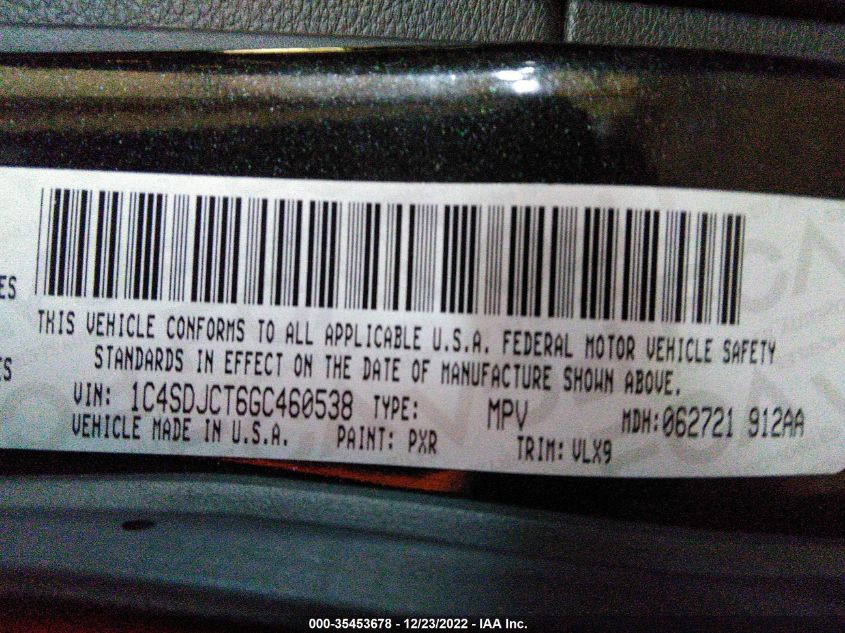 ES
THIS VEHICLE CONFORMS TO ALL APPLICABLE U.S.A. FEDERAL MOTOR VEHICLE SAFETY
ES
STANDARDS IN EFFECT ON THE DATE OF MANUFACTURE SHOWN ABOVE.
VIN: 1C4SDJCT6GC460538 TYPE: MPV MDH:062721 912AA
VEHICLE MADE IN U.S.A. PAINT: PXR TRIM: VLX9
000-35453678 - 12/23/2022 - IAA Inc.